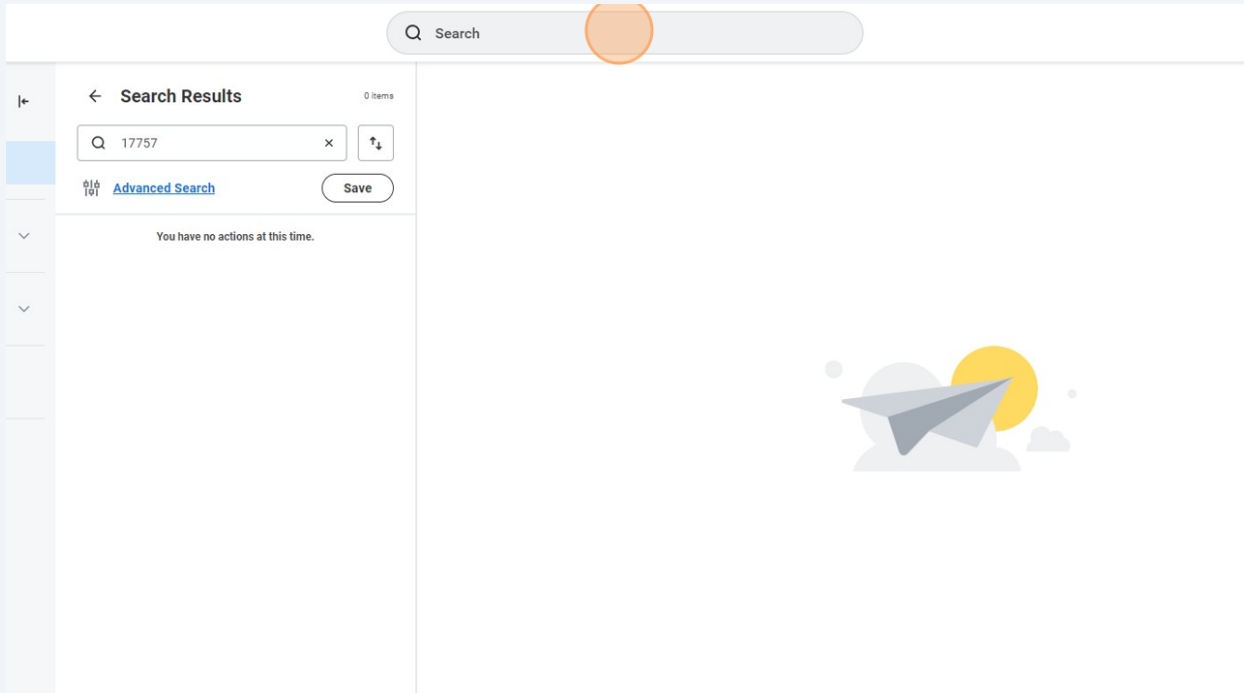 Search
Search Results
0 items
17757
Advanced Search
Save
You have no actions at this time.